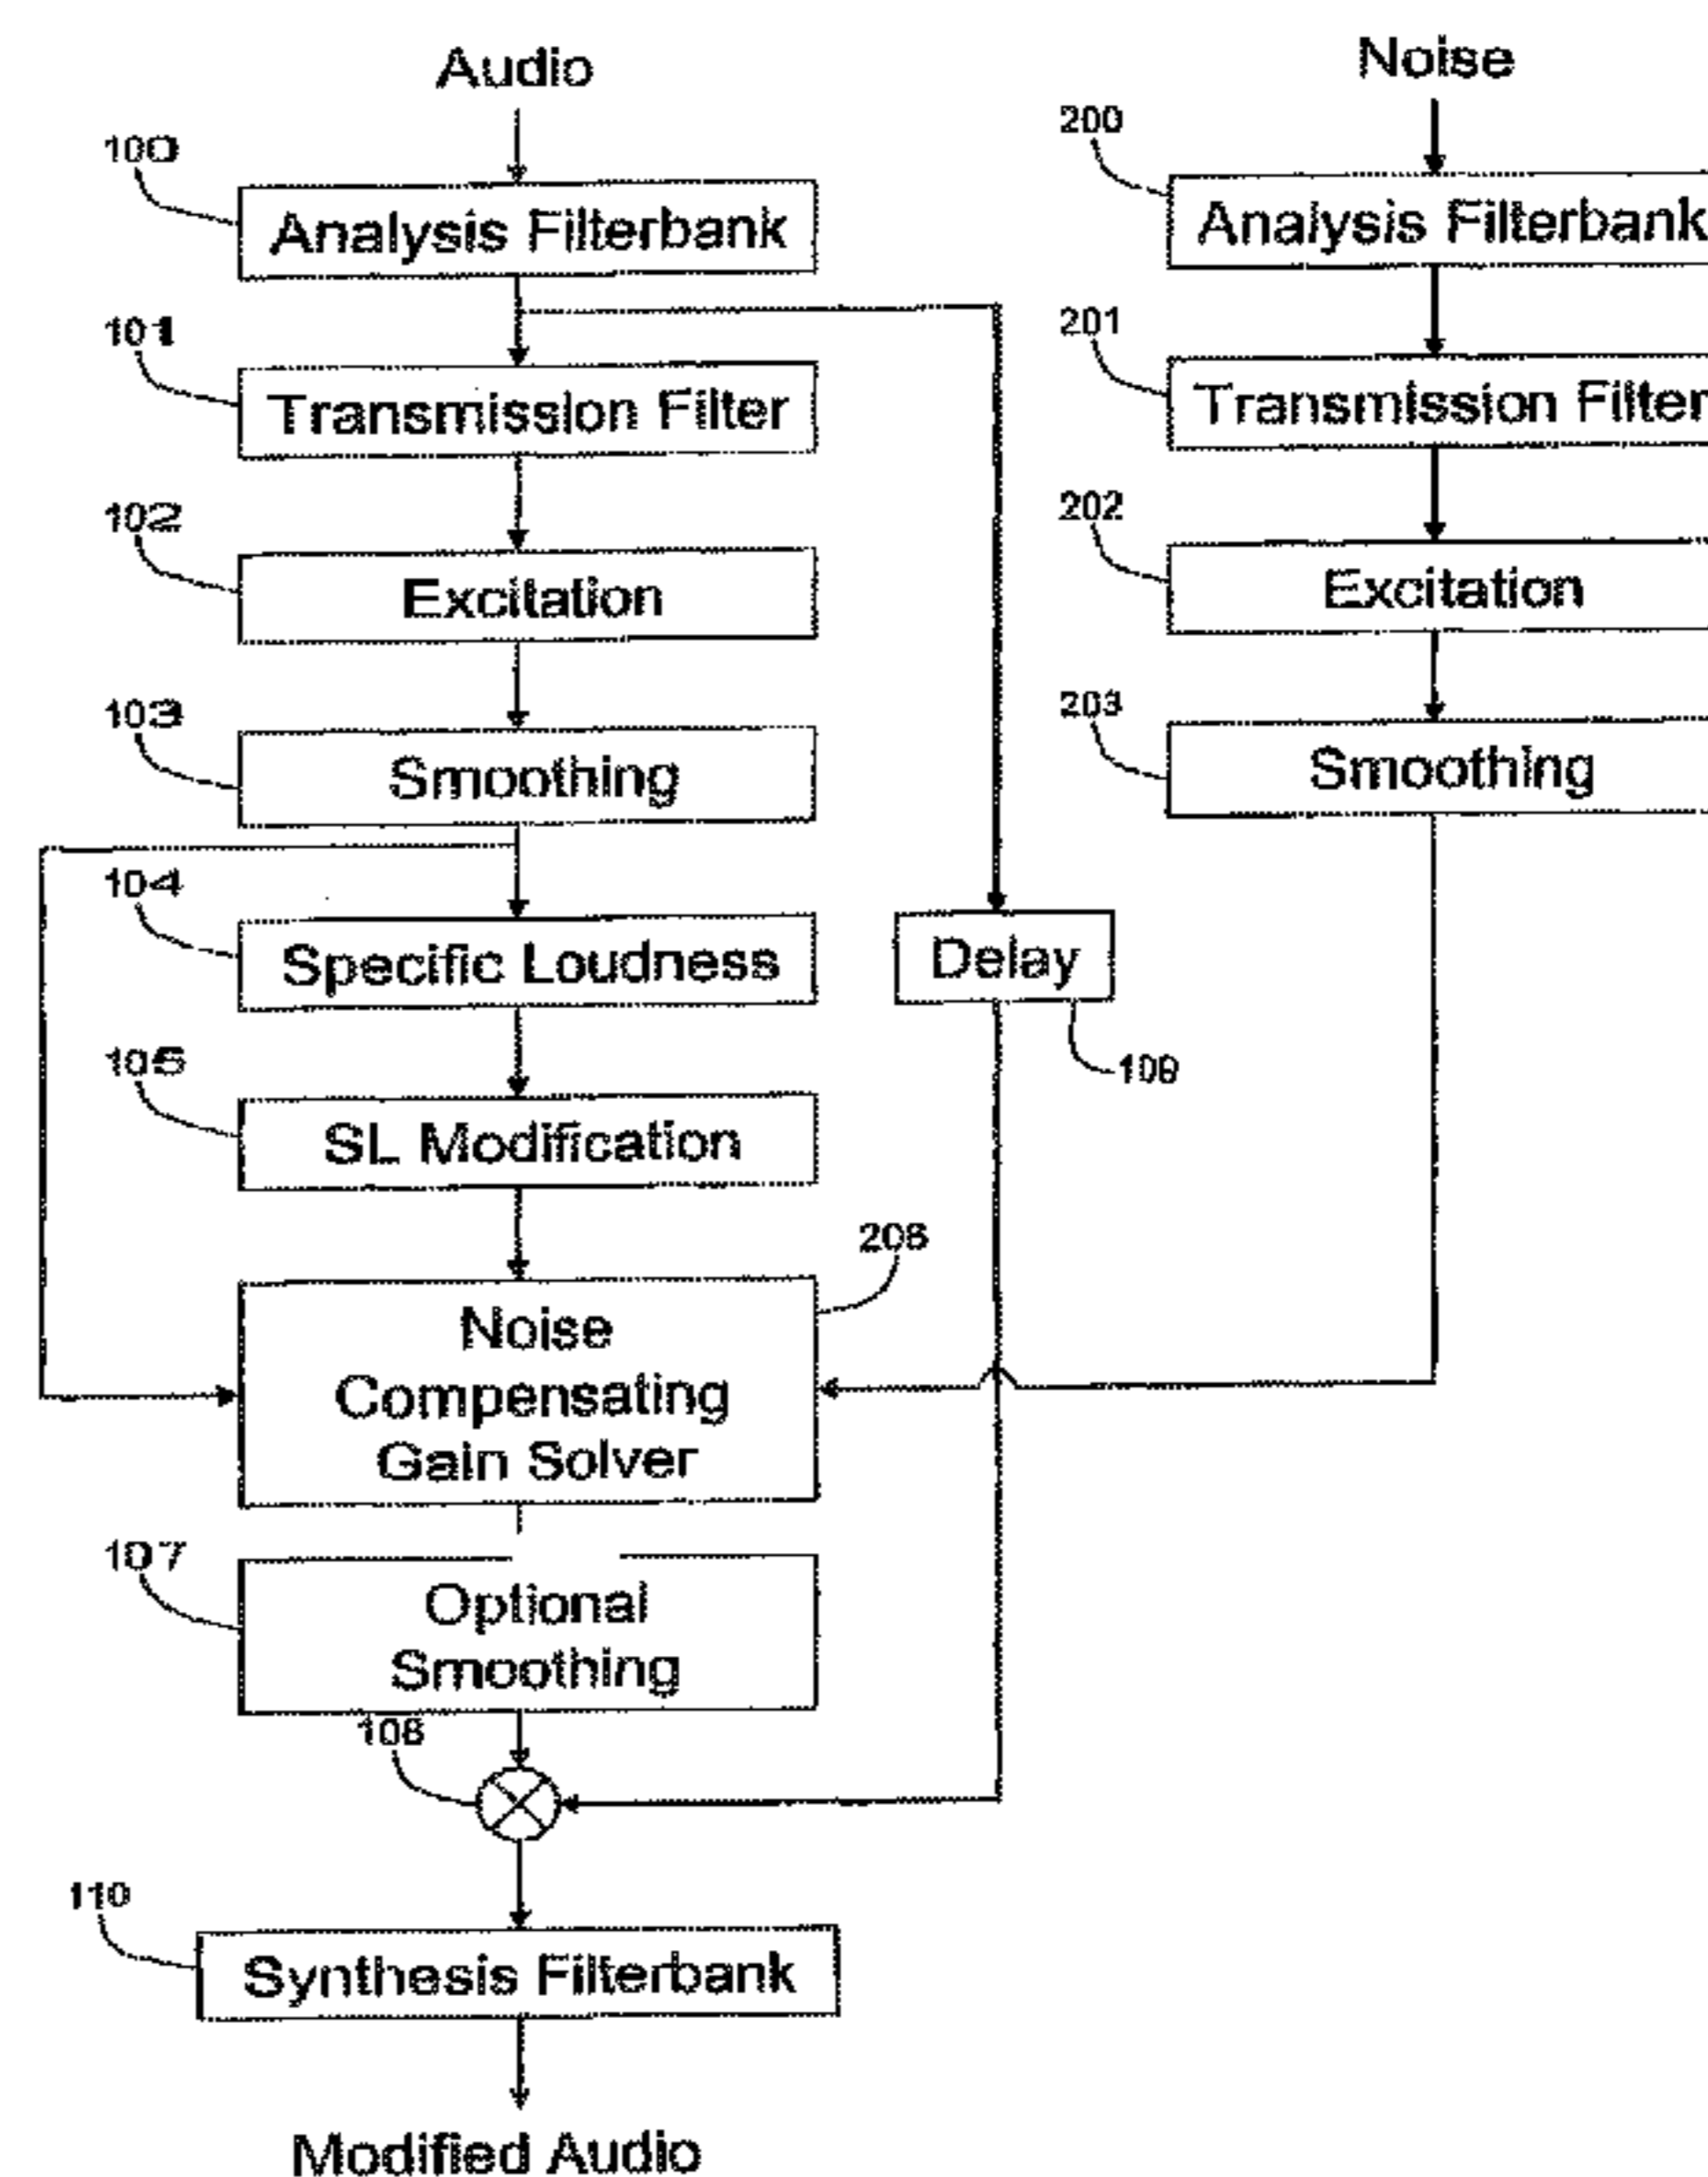 Audio
Noise
100
Analysis Filterbank
200
Analysis Filterbank
101
Transmission Filter
201
Transmission Filter
102
Excitation
202
Excitation
103
Smoothing
203
Smoothing
104
Specific Loudness
Delay
109
105
SL Modification
206
Noise
Compensating
Gain Solver
107
Optional
Smoothing
108
110
Synthesis Filterbank
Modified Audio